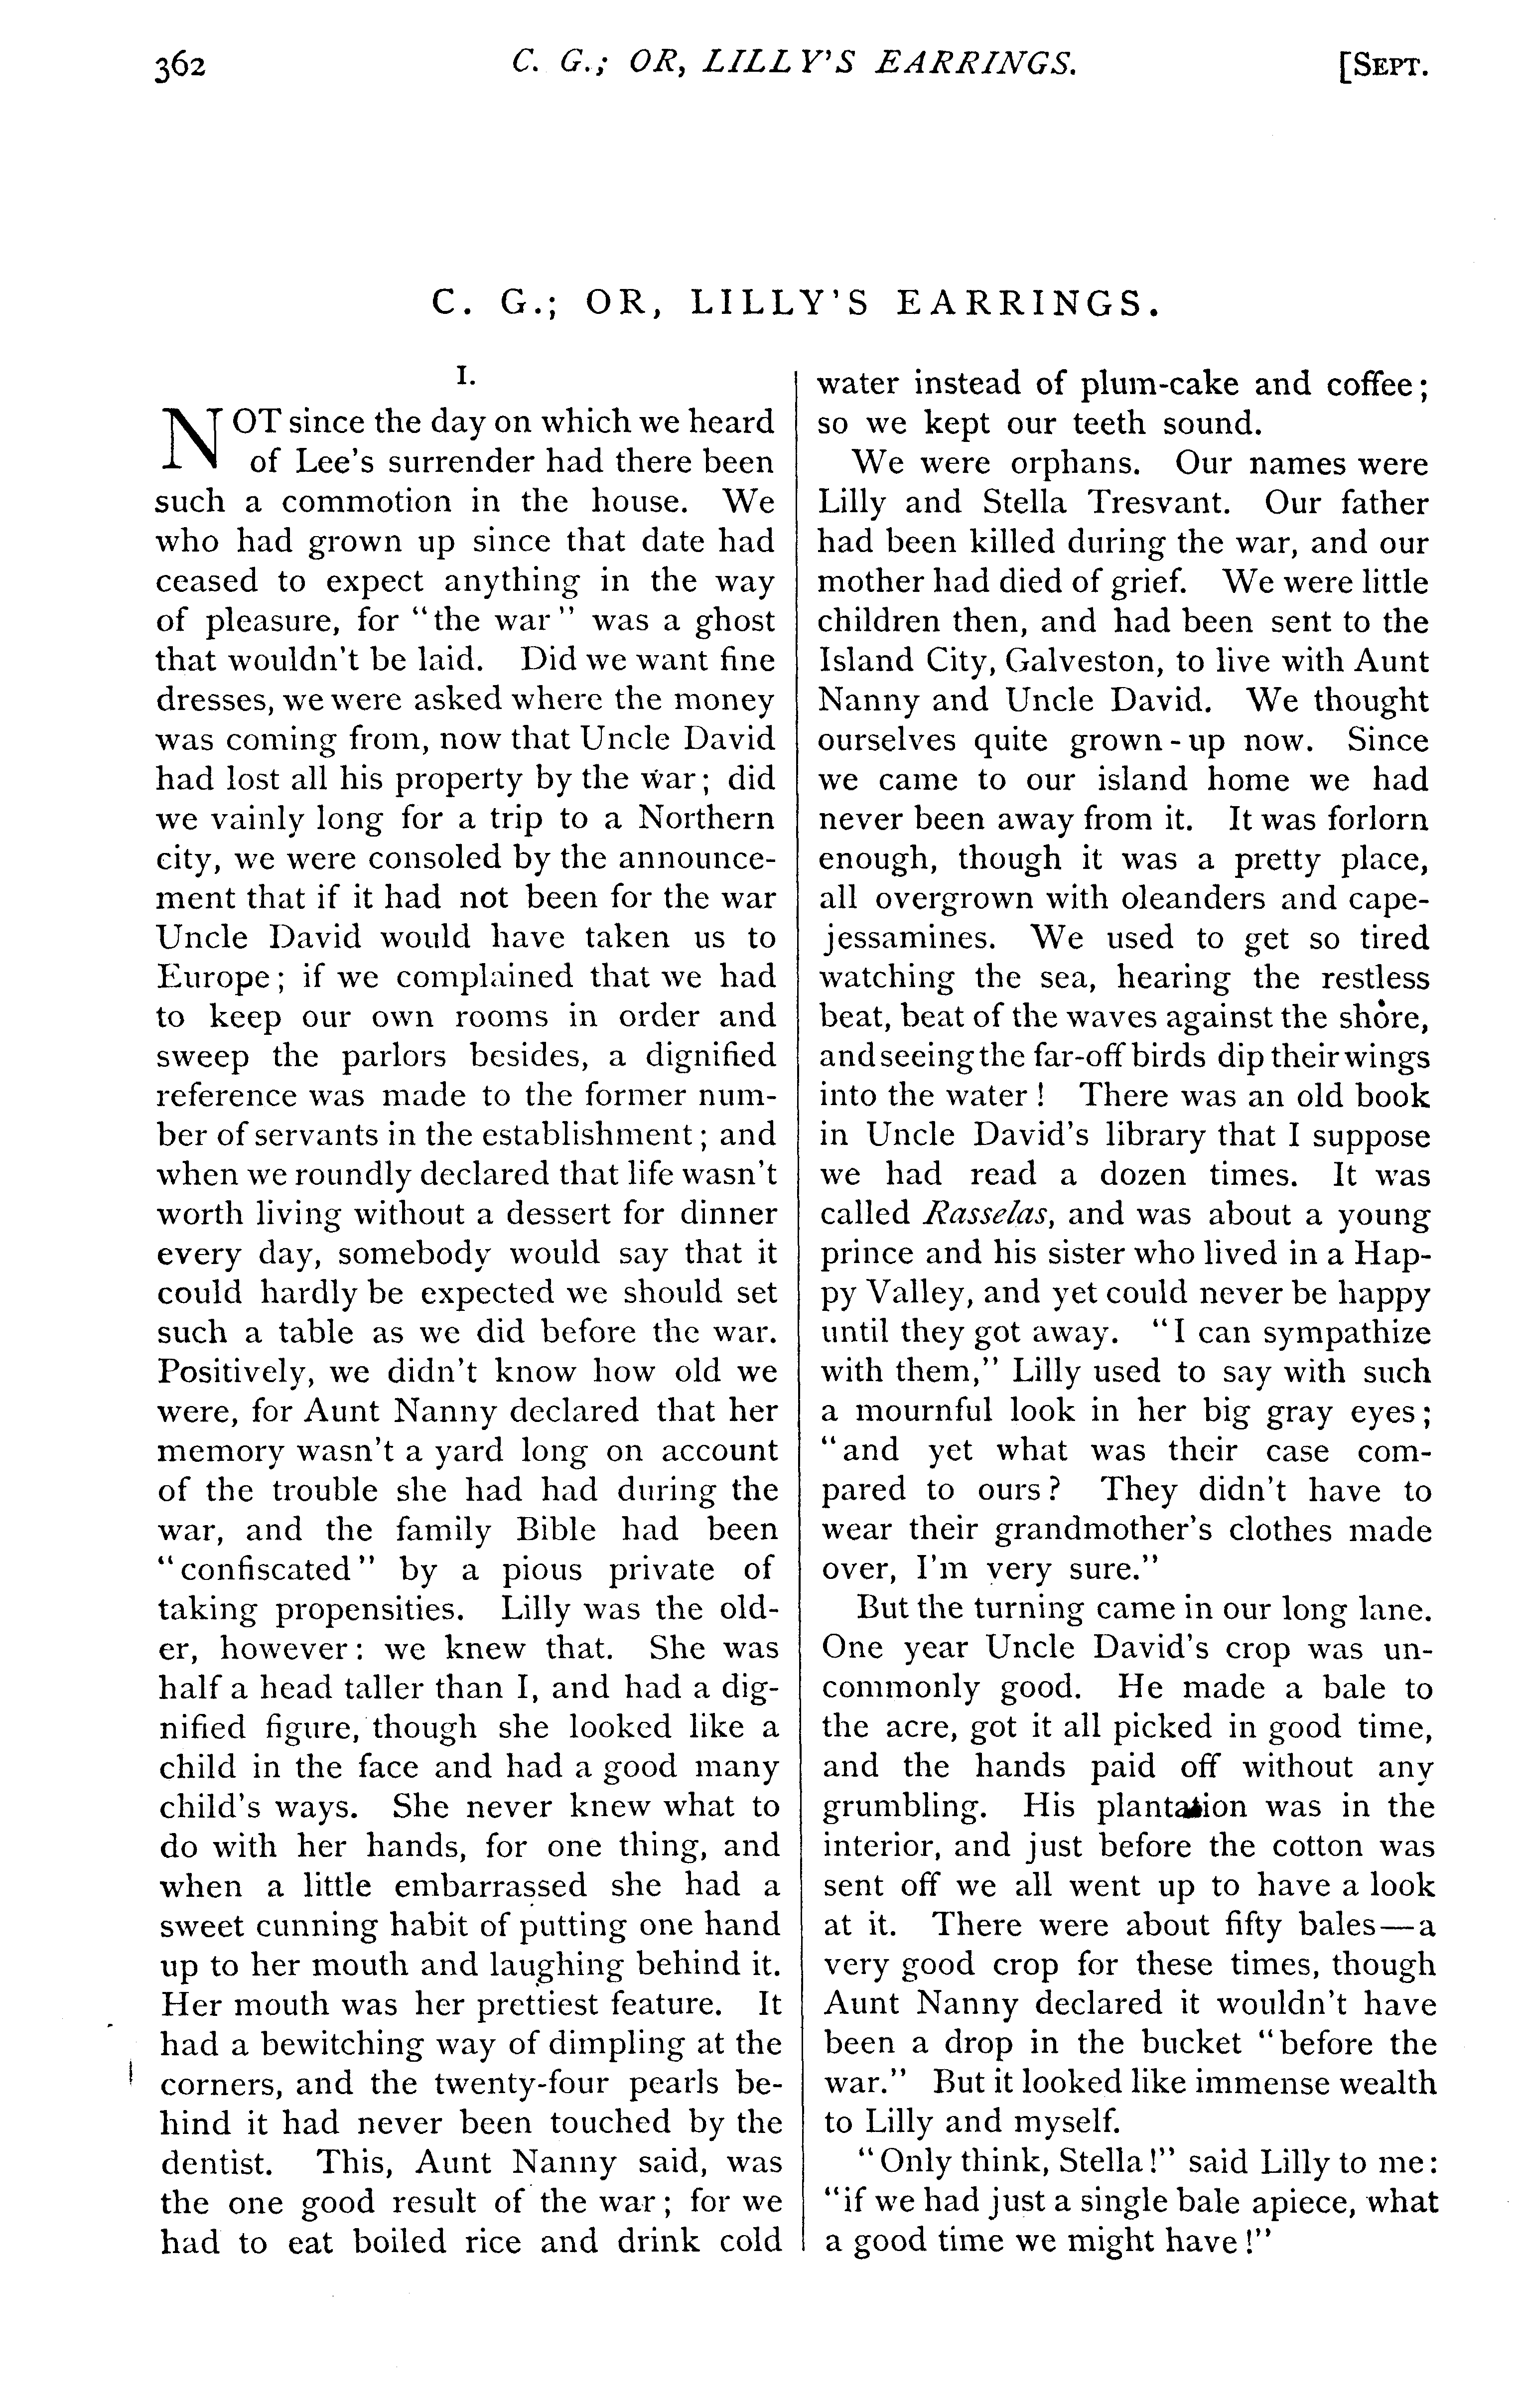 362
C. G.; OR, LILLY'S EARRINGS.
[SEPT.
C. G.; OR, LILLY'S EARRINGS.
I.
NOT since the day on which we heard
of Lee's surrender had there been
such a commotion in the house. We
who had grown up since that date had
ceased to expect anything in the way
of pleasure, for "the war" was a ghost
that wouldn't be laid. Did we want fine
dresses, we were asked where the money
was coming from, now that Uncle David
had lost all his property by the war; did
we vainly long for a trip to a Northern
city, we were consoled by the announce-
ment that if it had not been for the war
Uncle David would have taken us to
Europe; if we complained that we had
to keep our own rooms in order and
sweep the parlors besides, a dignified
reference was made to the former num-
ber of servants in the establishment; and
when we roundly declared that life wasn't
worth living without a dessert for dinner
every day, somebody would say that it
could hardly be expected we should set
such a table as we did before the war.
Positively, we didn't know how old we
were, for Aunt Nanny declared that her
memory wasn't a yard long on account
of the trouble she had had during the
war, and the family Bible had been
"confiscated" by a pious private of
taking propensities. Lilly was the old-
er, however: we knew that. She was
half a head taller than I, and had a dig-
nified figure, though she looked like a
child in the face and had a good many
child's ways. She never knew what to
do with her hands, for one thing, and
when a little embarrassed she had a
sweet cunning habit of putting one hand
up to her mouth and laughing behind it.
Her mouth was her prettiest feature. It
had a bewitching way of dimpling at the
corners, and the twenty-four pearls be-
hind it had never been touched by the
dentist. This, Aunt Nanny said, was
the one good result of the war; for we
had to eat boiled rice and drink cold
water instead of plum-cake and coffee;
so we kept our teeth sound.
We were orphans. Our names were
Lilly and Stella Tresvant. Our father
had been killed during the war, and our
mother had died of grief. We were little
children then, and had been sent to the
Island City, Galveston, to live with Aunt
Nanny and Uncle David. We thought
ourselves quite grown-up now. Since
we came to our island home we had
never been away from it. It was forlorn
enough, though it was a pretty place,
all overgrown with oleanders and cape-
jessamines. We used to get so tired
watching the sea, hearing the restless
beat, beat of the waves against the shore,
and seeing the far-off birds dip their wings
into the water! There was an old book
in Uncle David's library that I suppose
we had read a dozen times. It was
called Rasselas, and was about a young
prince and his sister who lived in a Hap-
py Valley, and yet could never be happy
until they got away. "I can sympathize
with them," Lilly used to say with such
a mournful look in her big gray eyes;
"and yet what was their case com-
pared to ours? They didn't have to
wear their grandmother's clothes made
over, I'm very sure."
But the turning came in our long lane.
One year Uncle David's crop was un-
commonly good. He made a bale to
the acre, got it all picked in good time,
and the hands paid off without any
grumbling. His plantation was in the
interior, and just before the cotton was
sent off we all went up to have a look
at it. There were about fifty bales—a
very good crop for these times, though
Aunt Nanny declared it wouldn't have
been a drop in the bucket "before the
war." But it looked like immense wealth
to Lilly and myself.
"Only think, Stella!" said Lilly to me:
"if we had just a single bale apiece, what
a good time we might have!"